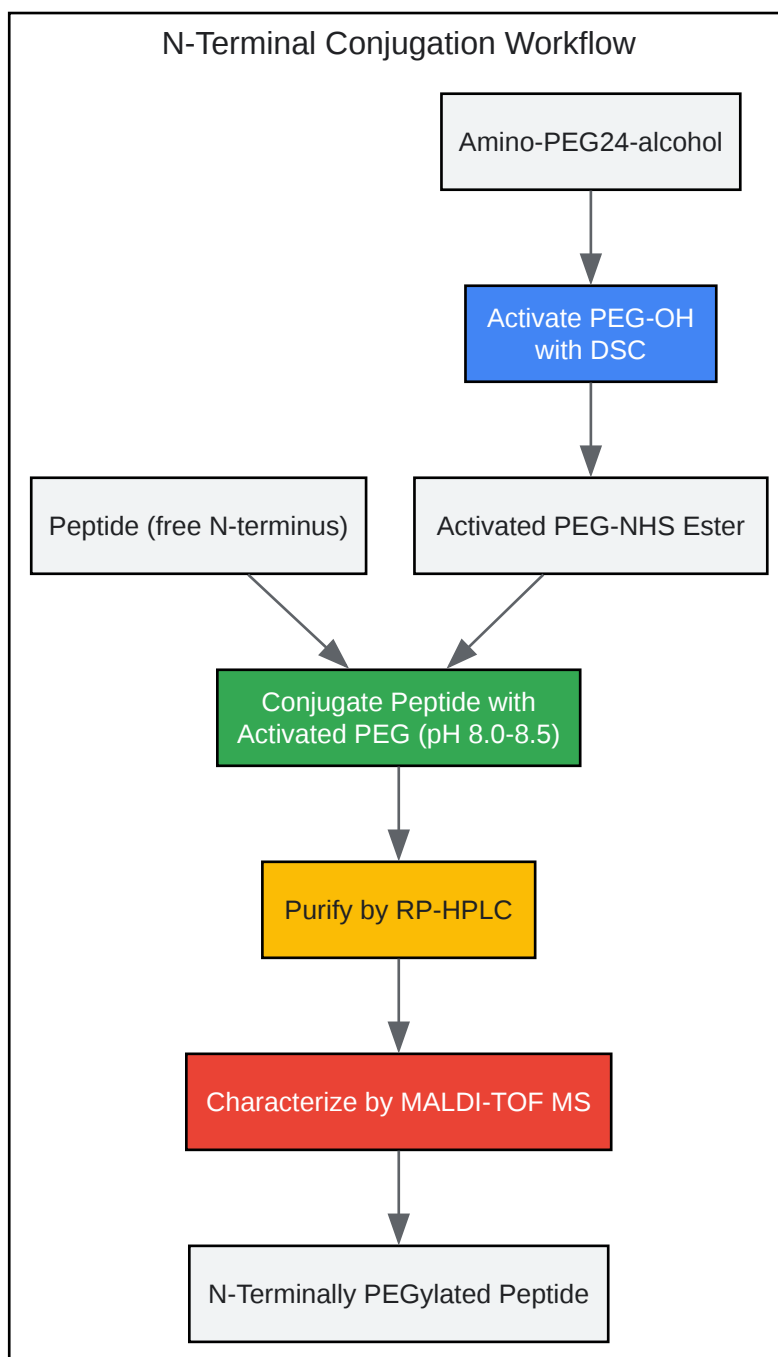 N-Terminal Conjugation Workflow
Amino-PEG24-alcohol
Activate PEG-OH
with DSC
Peptide (free N-terminus)
Activated PEG-NHS Ester
Conjugate Peptide with
Activated PEG (pH 8.0-8.5)
Purify by RP-HPLC
Characterize by MALDI-TOF MS
N-Terminally PEGylated Peptide